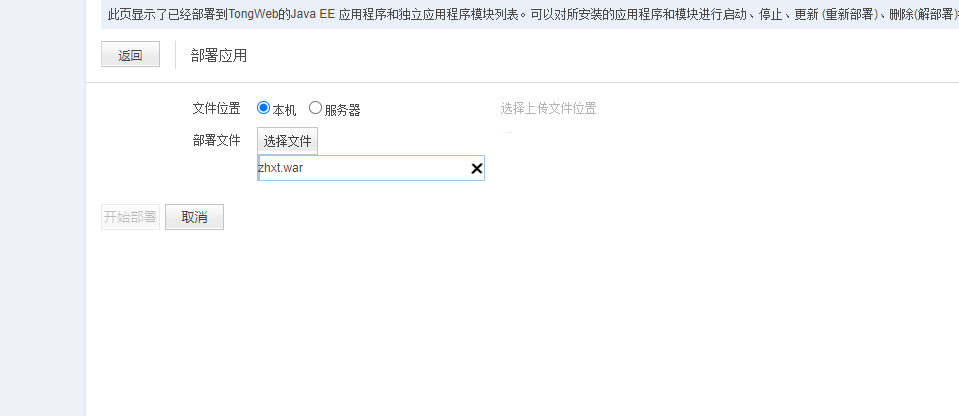 此页显示了已经部署到TongWeb的Java EE 应用程序和独立应用程序模块列表。可以对所安装的应用程序和模块进行启动、停止、更新 (重新部署)、删除(解部署)
返回
部署应用
文件位置 本机 服务器 选择上传文件位置
部署文件 选择文件
zhxt.war
开始部署 取消